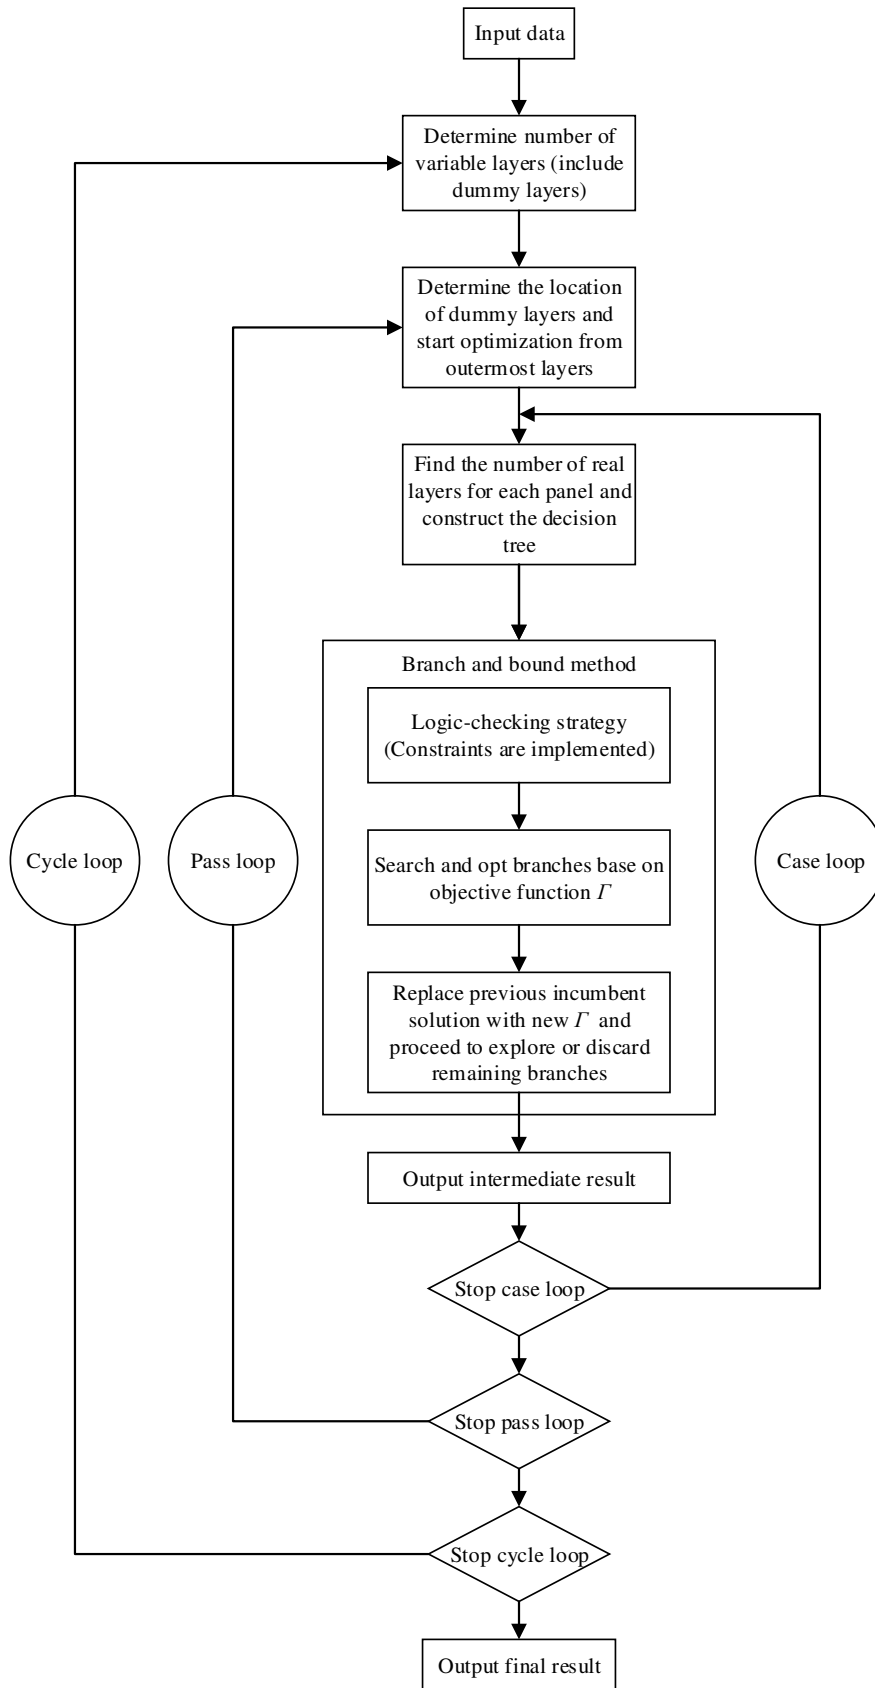 Input data
Determine number of
variable layers (include
dummy layers)
Determine the location
of dummy layers and
start optimization from
outermost layers
Find the number of real
layers for each panel and
construct the decision
tree
Branch and bound method
Logic-checking strategy
(Constraints are implemented)
Cycle loop
Pass loop
Search and opt branches base on
objective function Γ
Case loop
Replace previous incumbent
solution with new Γ and
proceed to explore or discard
remaining branches
Output intermediate result
Stop case loop
Stop pass loop
Stop cycle loop
Output final result